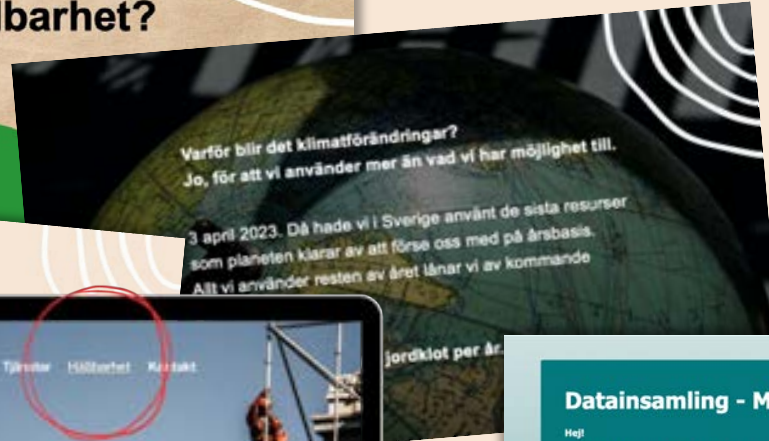 lbarhet?
Varför blir det klimatförändringar?
Jo, för att vi använder mer än vad vi har möjlighet till.
3 april 2023. Då hade vi i Sverige använt de sista resurser
som planeten klarar av att förse oss med på årsbasis.
Allt vi använder resten av året lånar vi av kommande
jordklot per år.
Tjänster Hållbarhet Kontakt
Datainsamling - M
Hej!